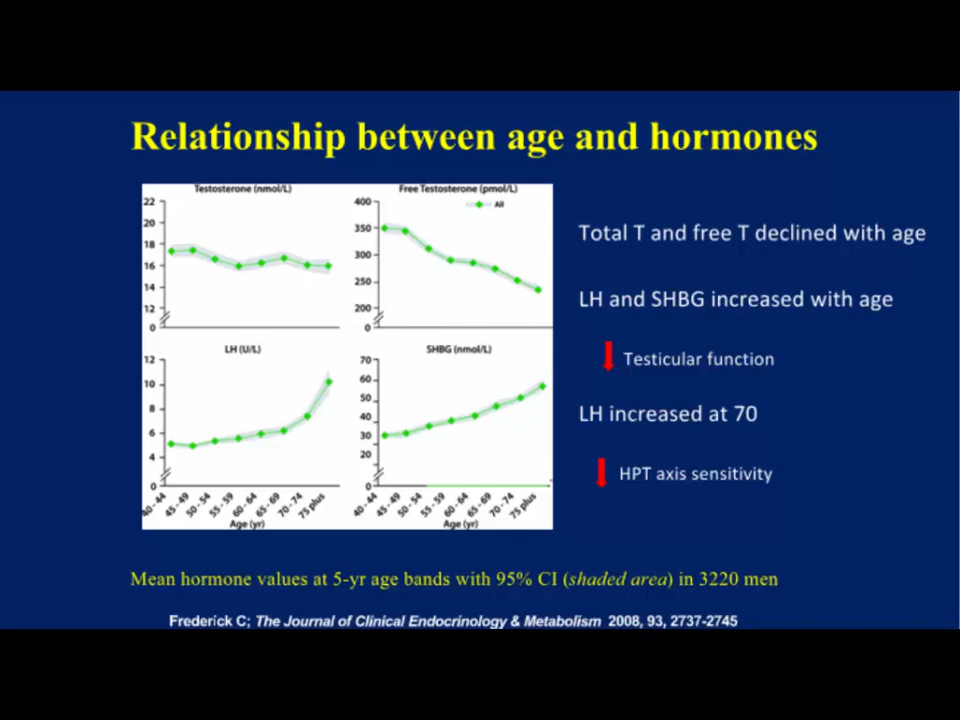 Relationship between age and hormones
Testosterone (nmol/L)
22
20
18
16
14
12
0
Free Testosterone (pmol/L)
All
400
350
300
250
200
0
LH (U/L)
12
10
8
6
4
0
40 - 44
45 - 49
50 - 54
55 - 59
60 - 64
65 - 69
70 - 74
75 plus
Age (yr)
SHBG (nmol/L)
70
60
50
40
30
20
0
40 - 44
45 - 49
50 - 54
55 - 59
60 - 64
65 - 69
70 - 74
75 plus
Age (yr)
Total T and free T declined with age
LH and SHBG increased with age
Testicular function
LH increased at 70
HPT axis sensitivity
Mean hormone values at 5-yr age bands with 95% CI (shaded area) in 3220 men
Frederick C; The Journal of Clinical Endocrinology & Metabolism 2008, 93, 2737-2745